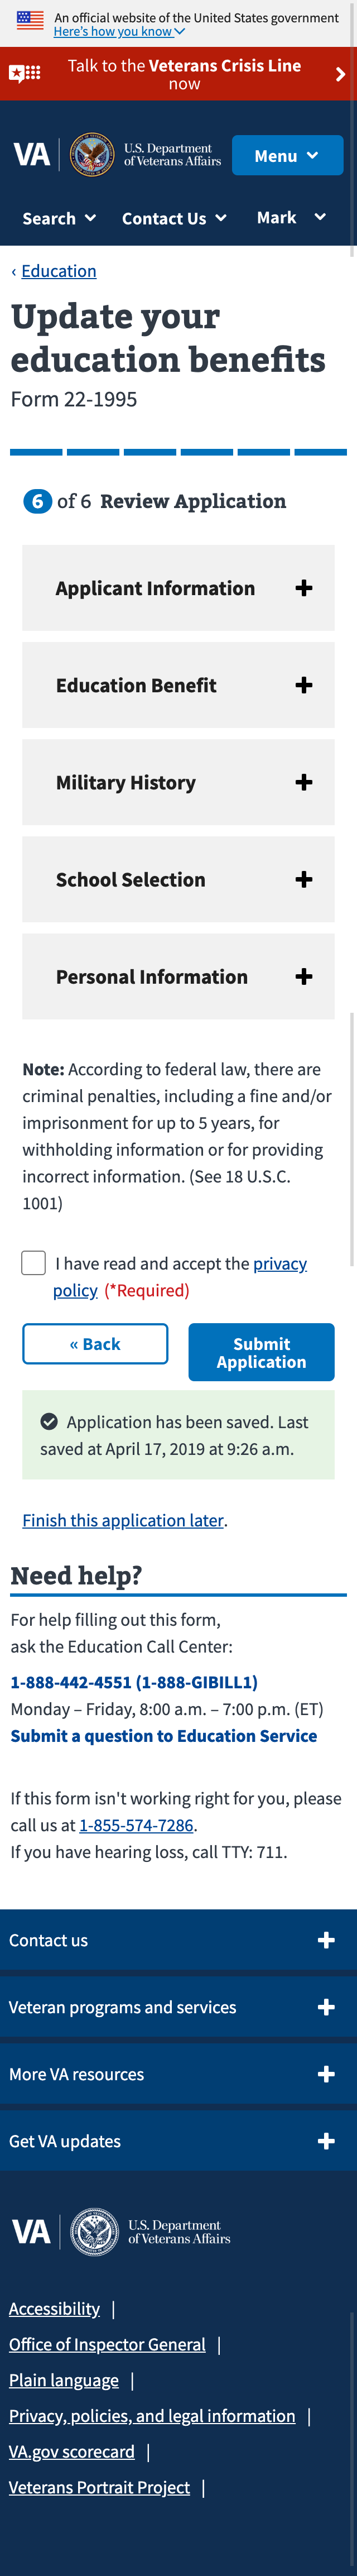 An official website of the United States government
Here's how you know
Talk to the Veterans Crisis Line
now
VA
U.S. Department
of Veterans Affairs
Menu
Search
Contact Us
Mark
‹ Education
Update your
education benefits
Form 22-1995
6 of 6 Review Application
Applicant Information
Education Benefit
Military History
School Selection
Personal Information
Note: According to federal law, there are
criminal penalties, including a fine and/or
imprisonment for up to 5 years, for
withholding information or for providing
incorrect information. (See 18 U.S.C.
1001)
I have read and accept the privacy
policy (*Required)
« Back
Submit
Application
Application has been saved. Last
saved at April 17, 2019 at 9:26 a.m.
Finish this application later.
Need help?
For help filling out this form,
ask the Education Call Center:
1-888-442-4551 (1-888-GIBILL1)
Monday – Friday, 8:00 a.m. – 7:00 p.m. (ET)
Submit a question to Education Service
If this form isn't working right for you, please
call us at 1-855-574-7286.
If you have hearing loss, call TTY: 711.
Contact us
Veteran programs and services
More VA resources
Get VA updates
VA
U.S. Department
of Veterans Affairs
Accessibility |
Office of Inspector General |
Plain language |
Privacy, policies, and legal information |
VA.gov scorecard |
Veterans Portrait Project |